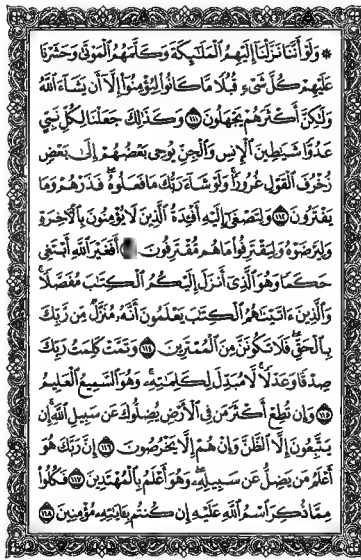 ۞ وَلَوْ أَنَّنَا نَزَّلْنَا إِلَيْهِمُ الْمَلَٰٓئِكَةَ وَكَلَّمَهُمُ الْمَوْتَىٰ وَحَشَرْنَا
عَلَيْهِمْ كُلَّ شَىْءٍ قُبُلًا مَّا كَانُوا۟ لِيُؤْمِنُوٓا۟ إِلَّآ أَن يَشَآءَ ٱللَّهُ
وَلَٰكِنَّ أَكْثَرَهُمْ يَجْهَلُونَ ١١١ وَكَذَٰلِكَ جَعَلْنَا لِكُلِّ نَبِىٍّ
عَدُوًّا شَيَٰطِينَ ٱلْإِنسِ وَٱلْجِنِّ يُوحِى بَعْضُهُمْ إِلَىٰ بَعْضٍ
زُخْرُفَ ٱلْقَوْلِ غُرُورًا ۚ وَلَوْ شَآءَ رَبُّكَ مَا فَعَلُوهُ ۖ فَذَرْهُمْ وَمَا
يَفْتَرُونَ ١١٢ وَلِتَصْغَىٰٓ إِلَيْهِ أَفْـِٔدَةُ ٱلَّذِينَ لَا يُؤْمِنُونَ بِٱلْءَاخِرَةِ
وَلِيَرْضَوْهُ وَلِيَقْتَرِفُوا۟ مَا هُم مُّقْتَرِفُونَ أَفَغَيْرَ ٱللَّهِ أَبْتَغِى
حَكَمًا وَهُوَ ٱلَّذِىٓ أَنزَلَ إِلَيْكُمُ ٱلْكِتَٰبَ مُفَصَّلًا ۚ
وَٱلَّذِينَ ءَاتَيْنَٰهُمُ ٱلْكِتَٰبَ يَعْلَمُونَ أَنَّهُۥ مُنَزَّلٌ مِّن رَّبِّكَ
بِٱلْحَقِّ ۖ فَلَا تَكُونَنَّ مِنَ ٱلْمُمْتَرِينَ ١١٤ وَتَمَّتْ كَلِمَتُ رَبِّكَ
صِدْقًا وَعَدْلًا ۚ لَّا مُبَدِّلَ لِكَلِمَٰتِهِۦ ۚ وَهُوَ ٱلسَّمِيعُ ٱلْعَلِيمُ
١١٥ وَإِن تُطِعْ أَكْثَرَ مَن فِى ٱلْأَرْضِ يُضِلُّوكَ عَن سَبِيلِ ٱللَّهِ ۚ إِن
يَتَّبِعُونَ إِلَّا ٱلظَّنَّ وَإِنْ هُمْ إِلَّا يَخْرُصُونَ ١١٦ إِنَّ رَبَّكَ هُوَ
أَعْلَمُ مَن يَضِلُّ عَن سَبِيلِهِۦ ۖ وَهُوَ أَعْلَمُ بِٱلْمُهْتَدِينَ ١١٧ فَكُلُوا۟
مِمَّا ذُكِرَ ٱسْمُ ٱللَّهِ عَلَيْهِ إِن كُنتُم بِـَٔايَٰتِهِۦ مُؤْمِنِينَ ١١٨